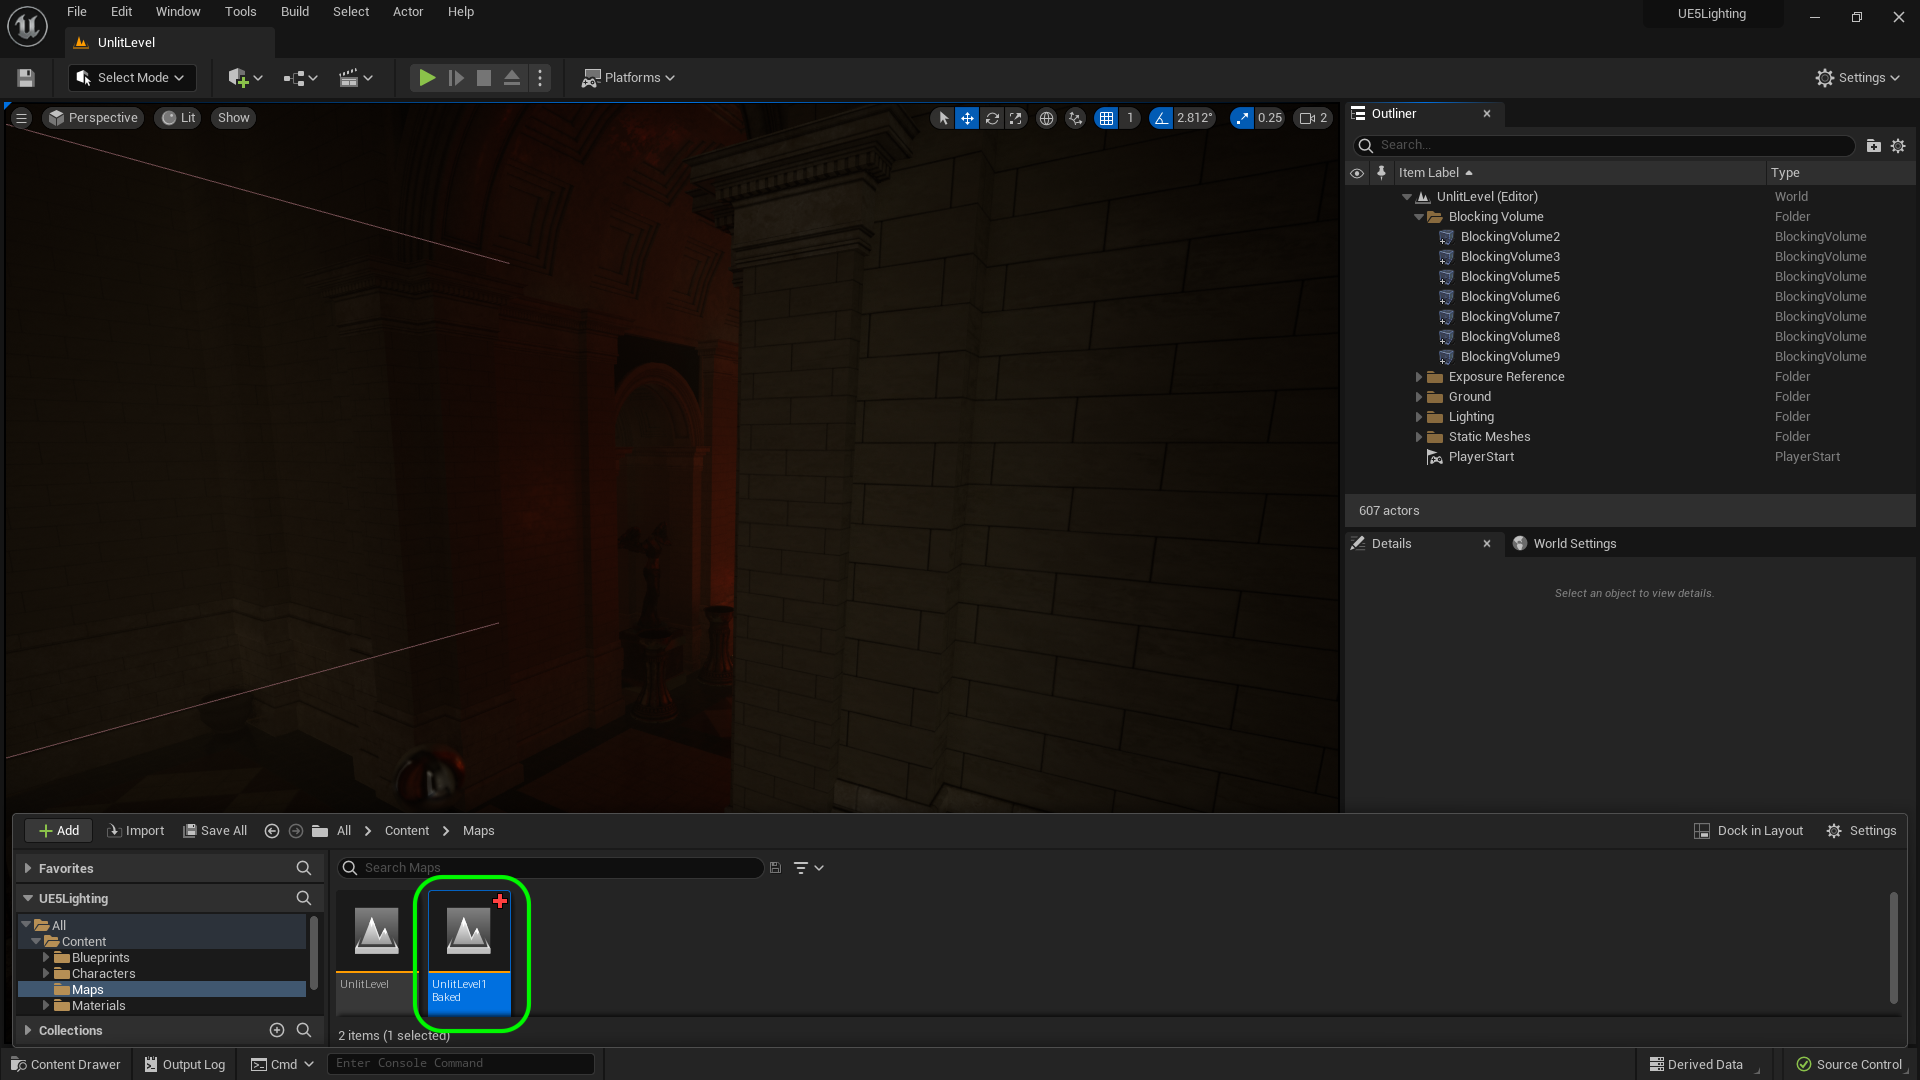 File Edit Window Tools Build Select Actor Help
UE5Lighting
UnlitLevel
Select Mode
Platforms
Settings
Perspective Lit Show
1 2.812° 0.25 2
Outliner
Search...
Item Label Type
UnlitLevel (Editor) World
Blocking Volume Folder
BlockingVolume2 BlockingVolume
BlockingVolume3 BlockingVolume
BlockingVolume5 BlockingVolume
BlockingVolume6 BlockingVolume
BlockingVolume7 BlockingVolume
BlockingVolume8 BlockingVolume
BlockingVolume9 BlockingVolume
Exposure Reference Folder
Ground Folder
Lighting Folder
Static Meshes Folder
PlayerStart PlayerStart
607 actors
Details World Settings
Select an object to view details.
Add Import Save All All Content Maps
Dock in Layout Settings
Favorites
Search Maps
UE5Lighting
All
Content
Blueprints
Characters
Maps
Materials
Collections
UnlitLevel
UnlitLevel1
Baked
2 items (1 selected)
Content Drawer Output Log Cmd Enter Console Command Derived Data Source Control